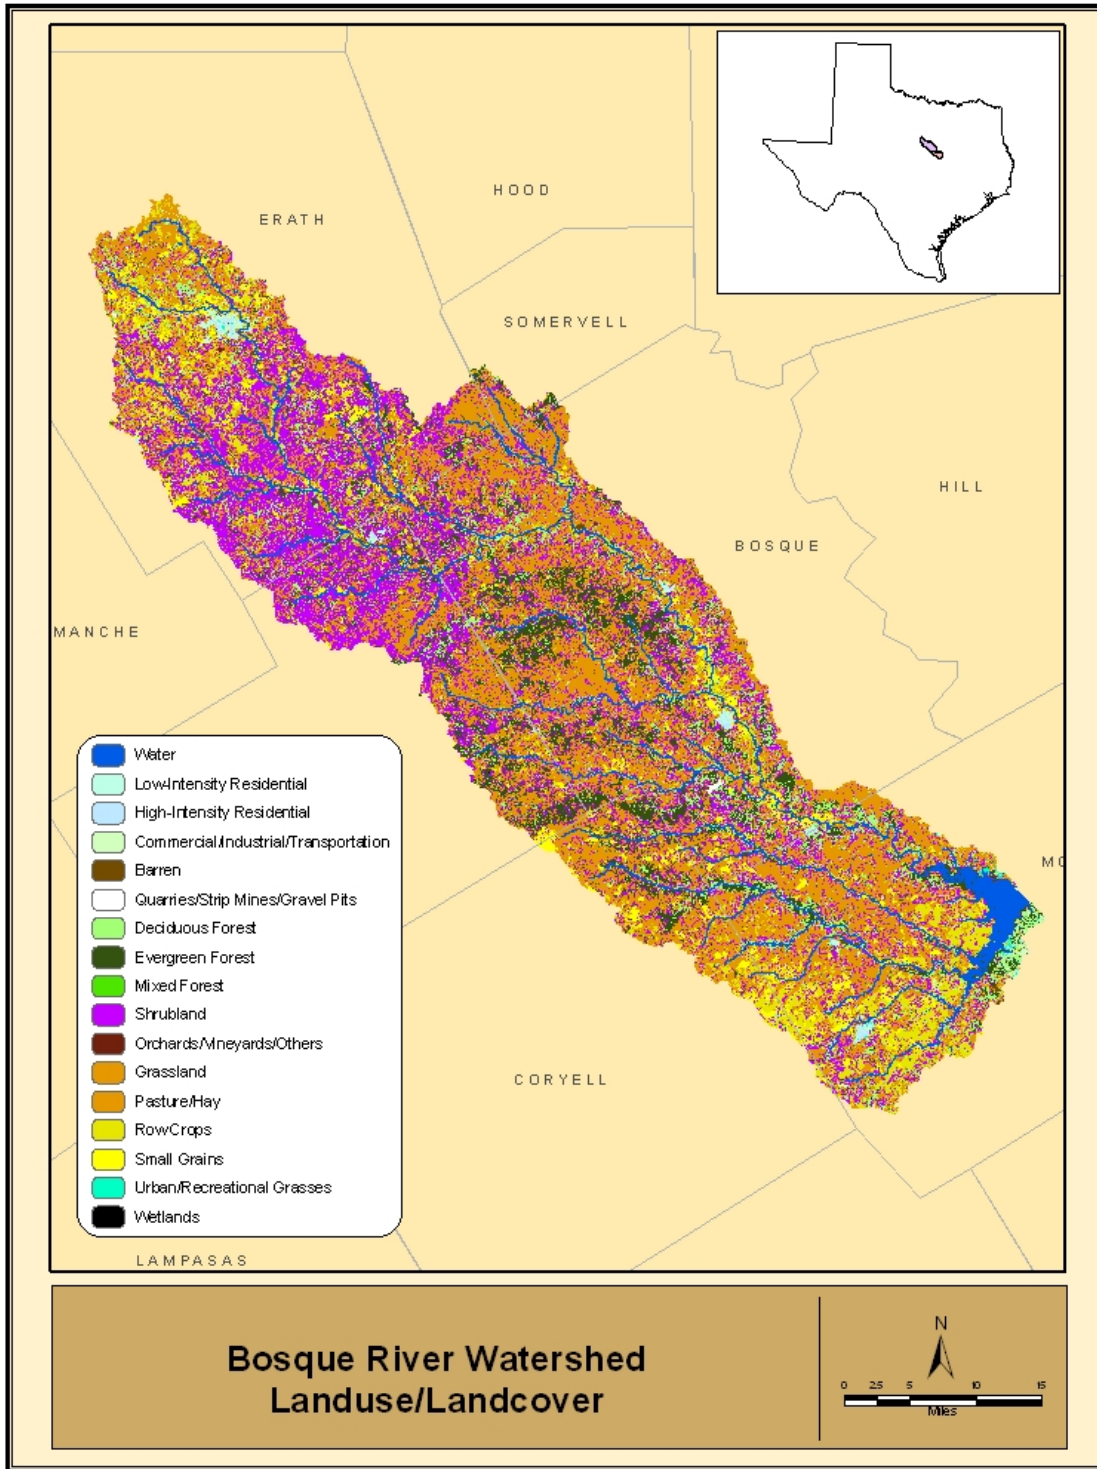 HOOD
ERATH
SOMERVELL
HILL
BOSQUE
MANCHE
MC
Water
Low-Intensity Residential
High-Intensity Residential
Commercial/Industrial/Transportation
Barren
Quarries/Strip Mines/Gravel Pits
Deciduous Forest
Evergreen Forest
Mixed Forest
Shrubland
Orchards/Vineyards/Others
Grassland
Pasture/Hay
Row Crops
Small Grains
Urban/Recreational Grasses
Wetlands
CORYELL
LAMPASAS
Bosque River Watershed
Landuse/Landcover
N
0 2.5 5 10 15
Miles